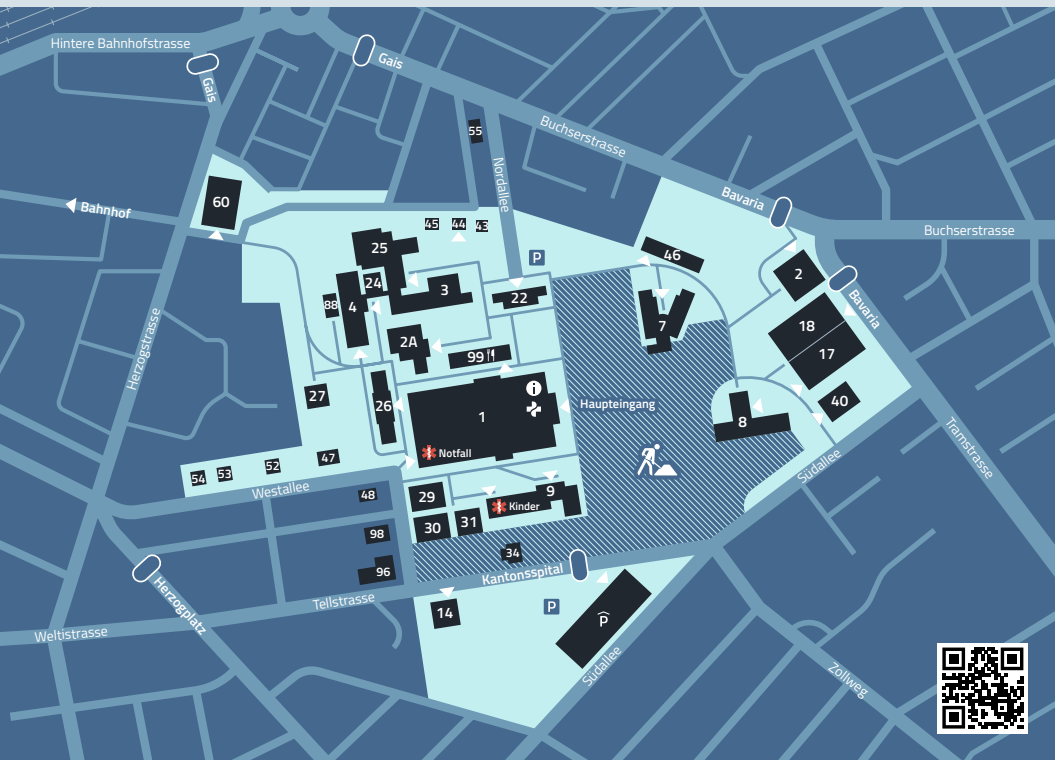 Hintere Bahnhofstrasse
Gais
Gais
55
Buchserstrasse
Nordallee
Bavaria
60
Bahnhof
45
44
43
Buchserstrasse
25
P
46
2
24
3
22
88
4
Bavaria
7
18
2A
99
17
Herzogstrasse
27
26
1
i
Haupteingang
40
8
Notfall
Tramstrasse
47
54
53
52
Südallee
Westallee
48
29
9
Kinder
30
31
98
34
96
Kantonsspital
Tellstrasse
14
P
P
Herzogplatz
Weltistrasse
Südallee
Zollweg